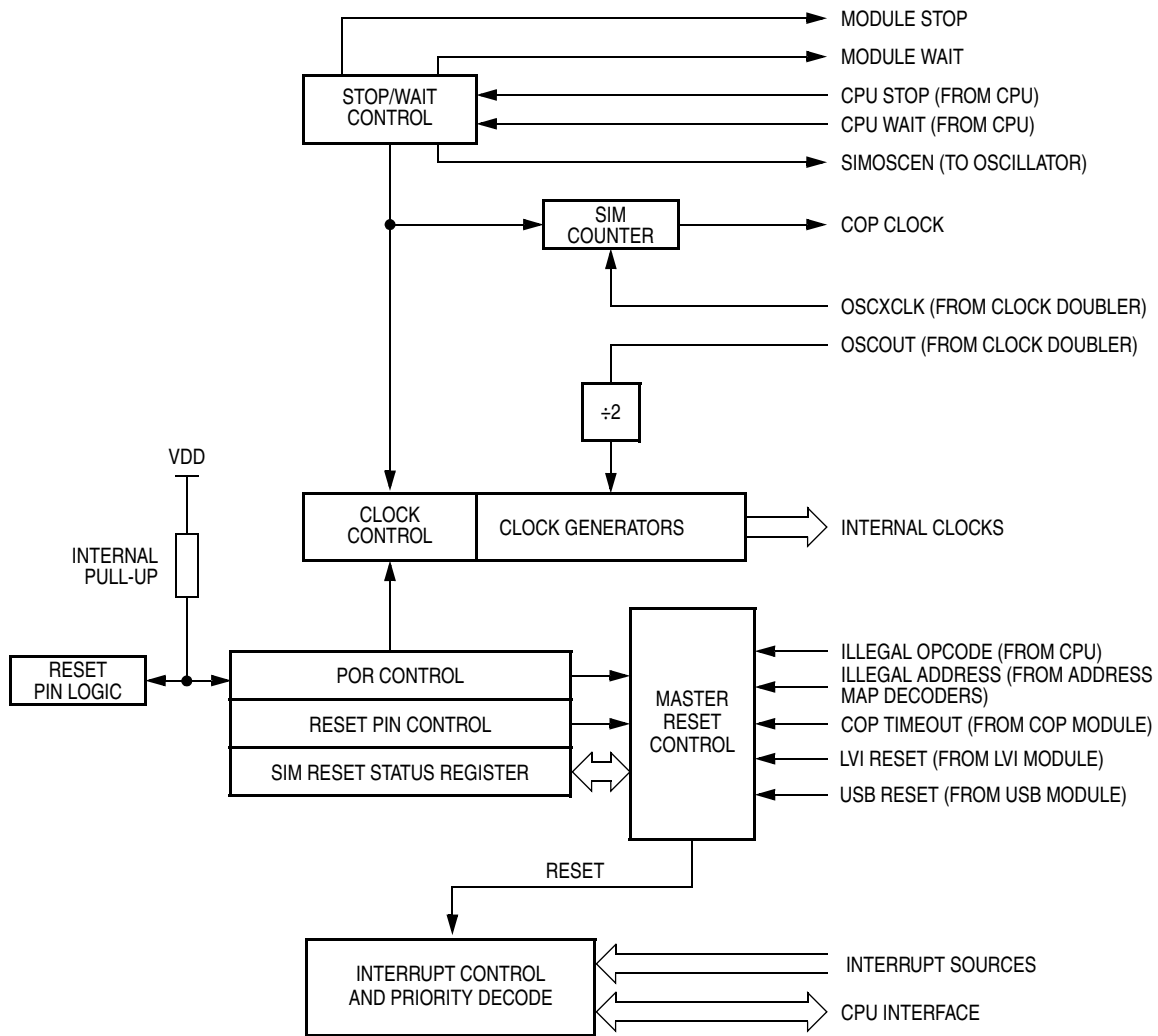 MODULE STOP
MODULE WAIT
STOP/WAIT
CONTROL
CPU STOP (FROM CPU)
CPU WAIT (FROM CPU)
SIMOSCEN (TO OSCILLATOR)
SIM
COUNTER
COP CLOCK
OSCXCLK (FROM CLOCK DOUBLER)
OSCOUT (FROM CLOCK DOUBLER)
÷2
VDD
CLOCK
CONTROL
CLOCK GENERATORS
INTERNAL CLOCKS
INTERNAL
PULL-UP
RESET
PIN LOGIC
POR CONTROL
RESET PIN CONTROL
SIM RESET STATUS REGISTER
MASTER
RESET
CONTROL
ILLEGAL OPCODE (FROM CPU)
ILLEGAL ADDRESS (FROM ADDRESS
MAP DECODERS)
COP TIMEOUT (FROM COP MODULE)
LVI RESET (FROM LVI MODULE)
USB RESET (FROM USB MODULE)
RESET
INTERRUPT CONTROL
AND PRIORITY DECODE
INTERRUPT SOURCES
CPU INTERFACE